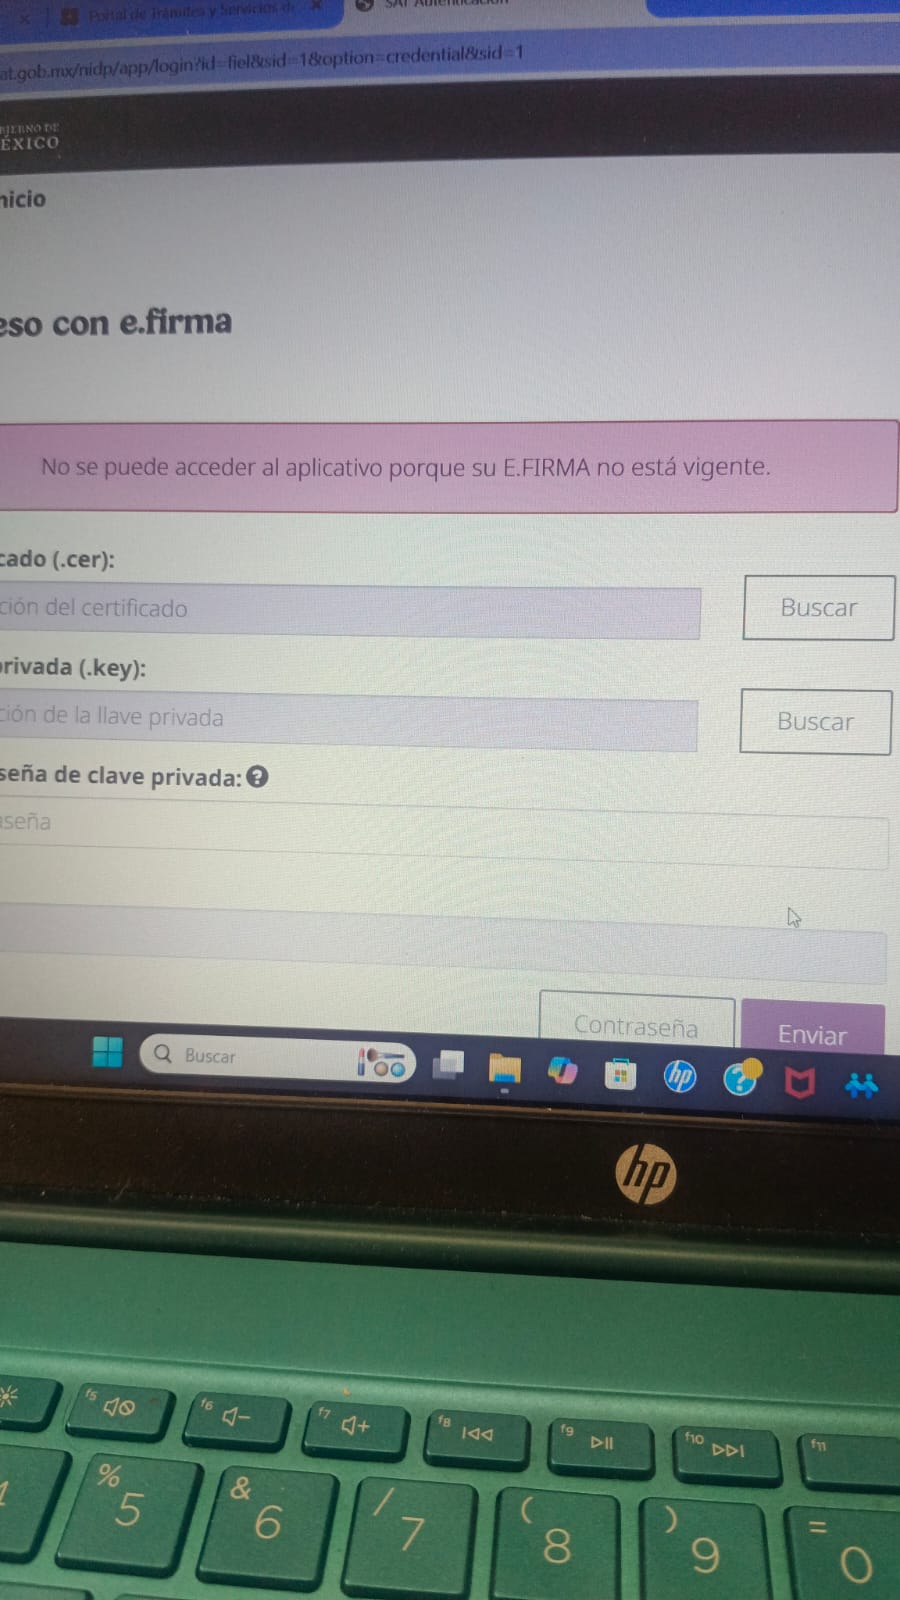 Portal de Trámites y Servicios de
SAT Autenticación
at.gob.mx/nidp/app/login?id=fiel&sid=1&option=credential&sid=1
BIERNO DE
ÉXICO
nicio
eso con e.firma
No se puede acceder al aplicativo porque su E.FIRMA no está vigente.
cado (.cer):
ción del certificado
Buscar
privada (.key):
ción de la llave privada
Buscar
seña de clave privada: ?
aseña
Contraseña
Enviar
Buscar
hp
?
hp
f5
f6
f7
f8
f9
f10
f11
%
5
&
6
/
7
(
8
)
9
=
0